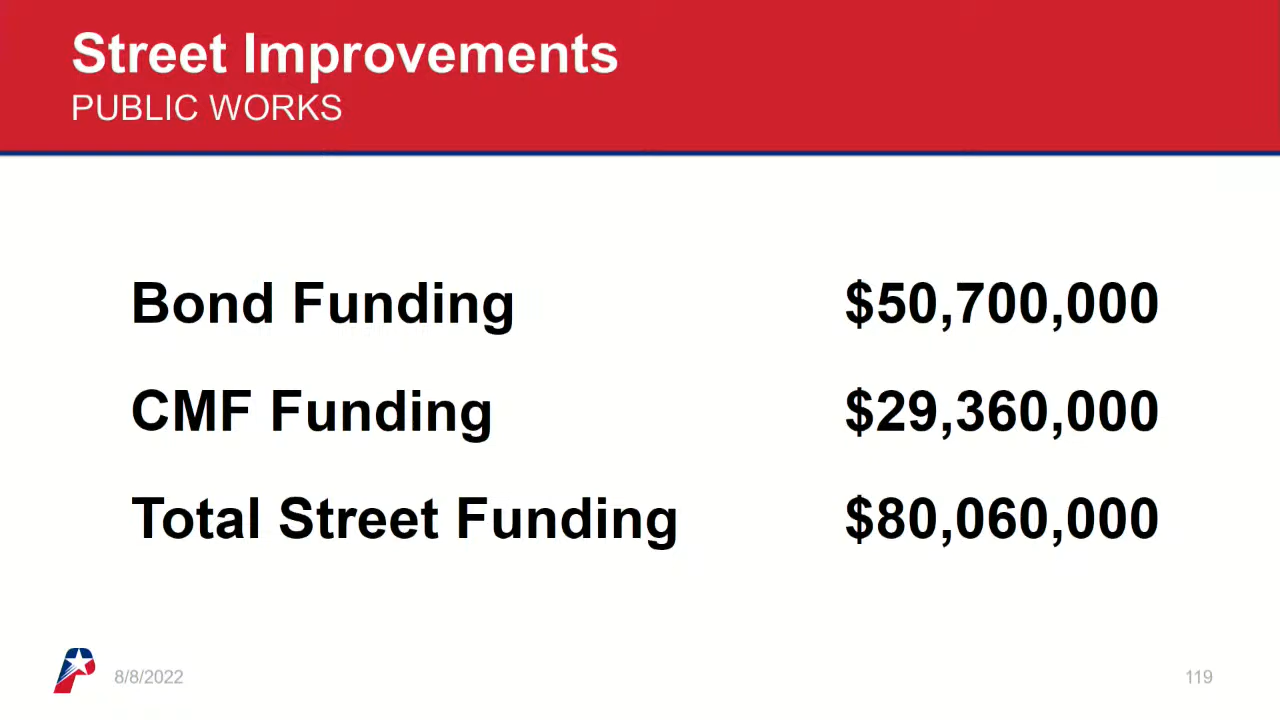 Street Improvements
PUBLIC WORKS
Bond Funding $50,700,000
CMF Funding $29,360,000
Total Street Funding $80,060,000
8/8/2022 119